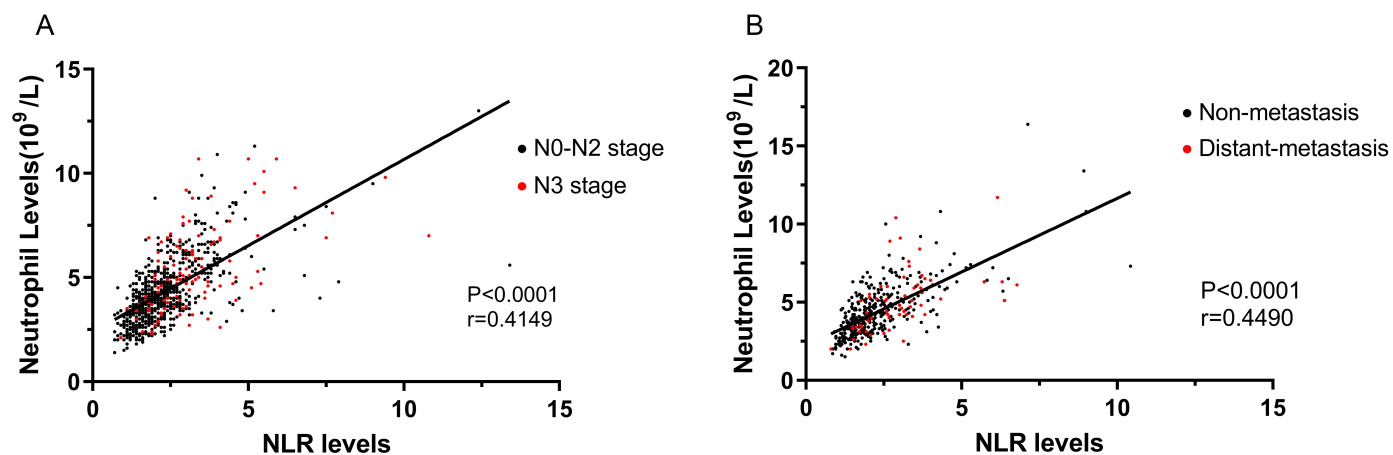 A
Neutrophil Levels(10⁹/L)
15
10
5
0
0 5 10 15
NLR levels
N0-N2 stage
N3 stage
P<0.0001
r=0.4149
B
Neutrophil Levels(10⁹/L)
20
15
10
5
0
0 5 10 15
NLR levels
Non-metastasis
Distant-metastasis
P<0.0001
r=0.4490